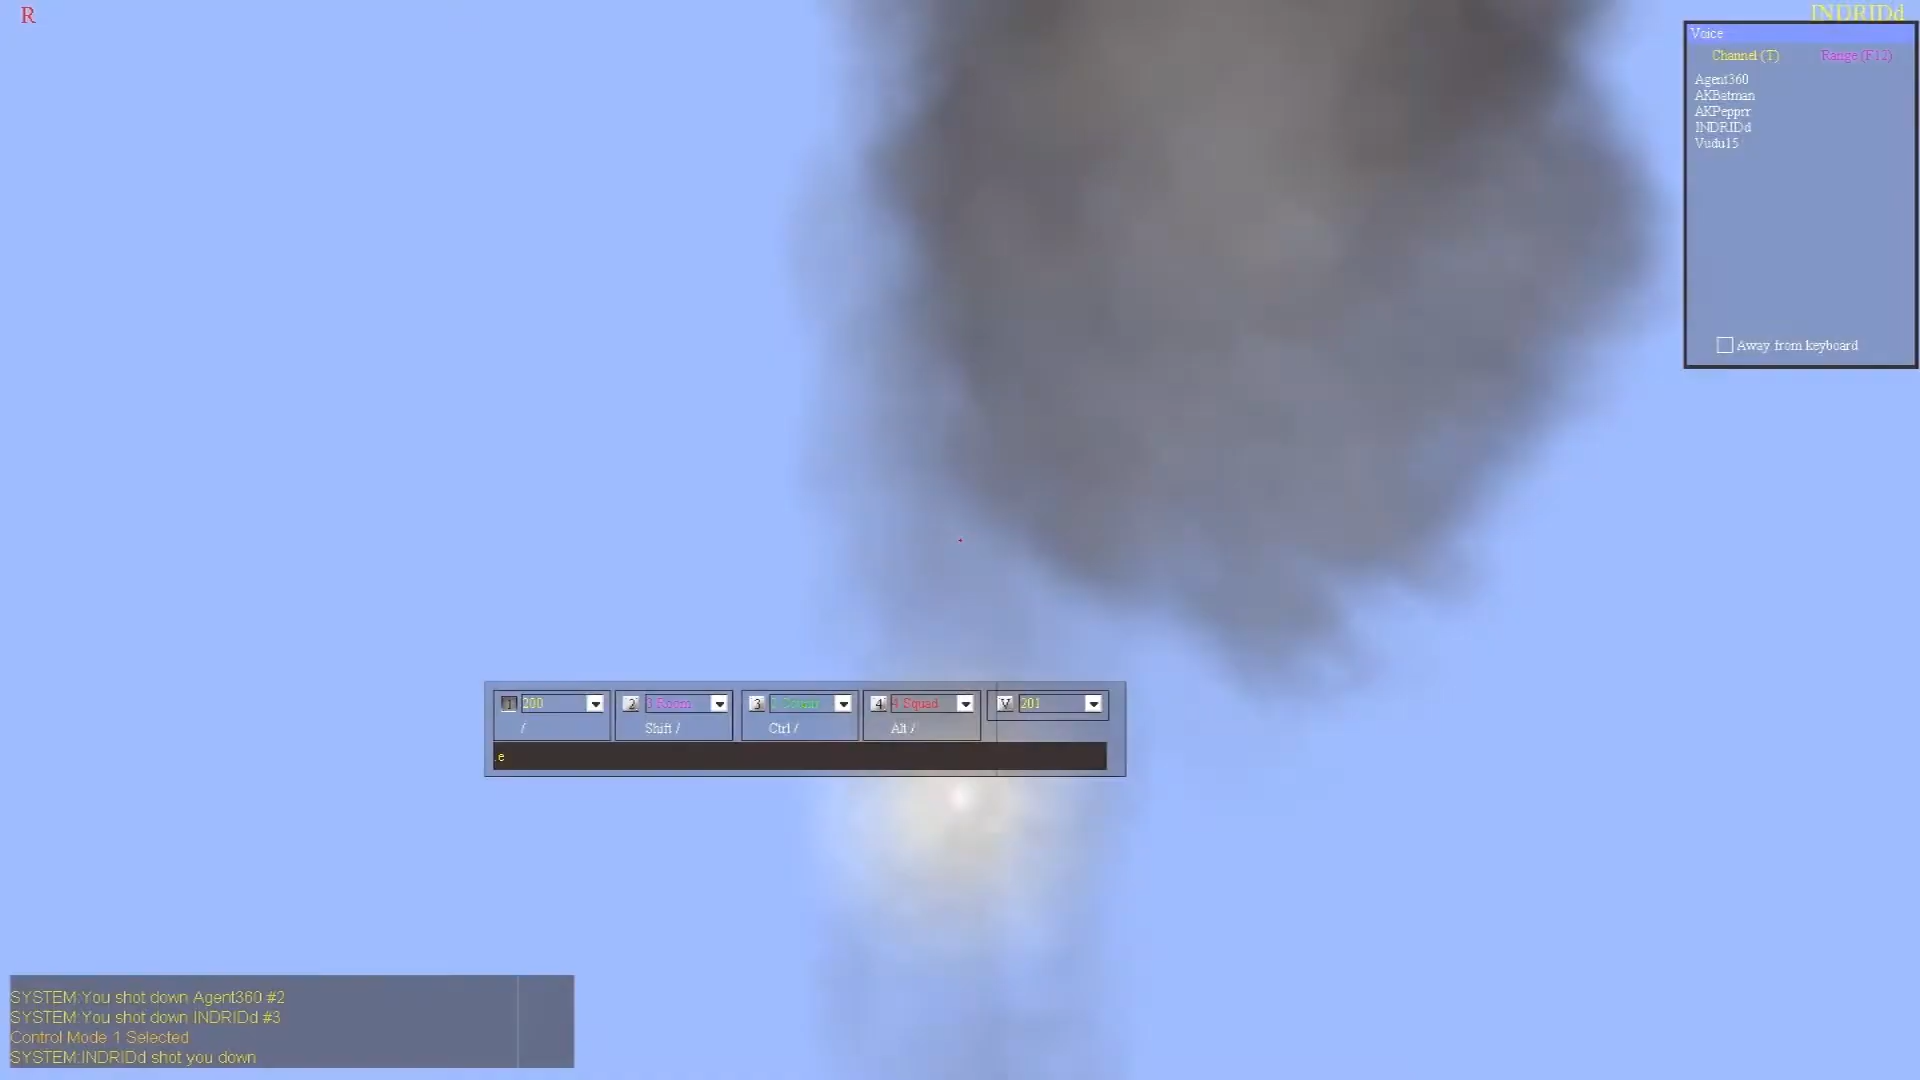 R
INDRIDd
Voice
Channel (T) Range (F12)
Agent360
AKBatman
AKPepprr
INDRIDd
Vudu15
Away from keyboard
1 200 2 3 Room 3 4 4 Squad V 201
/ Shift / Ctrl / Alt /
.e
SYSTEM:You shot down Agent360 #2
SYSTEM:You shot down INDRIDd #3
Control Mode 1 Selected
SYSTEM:INDRIDd shot you down